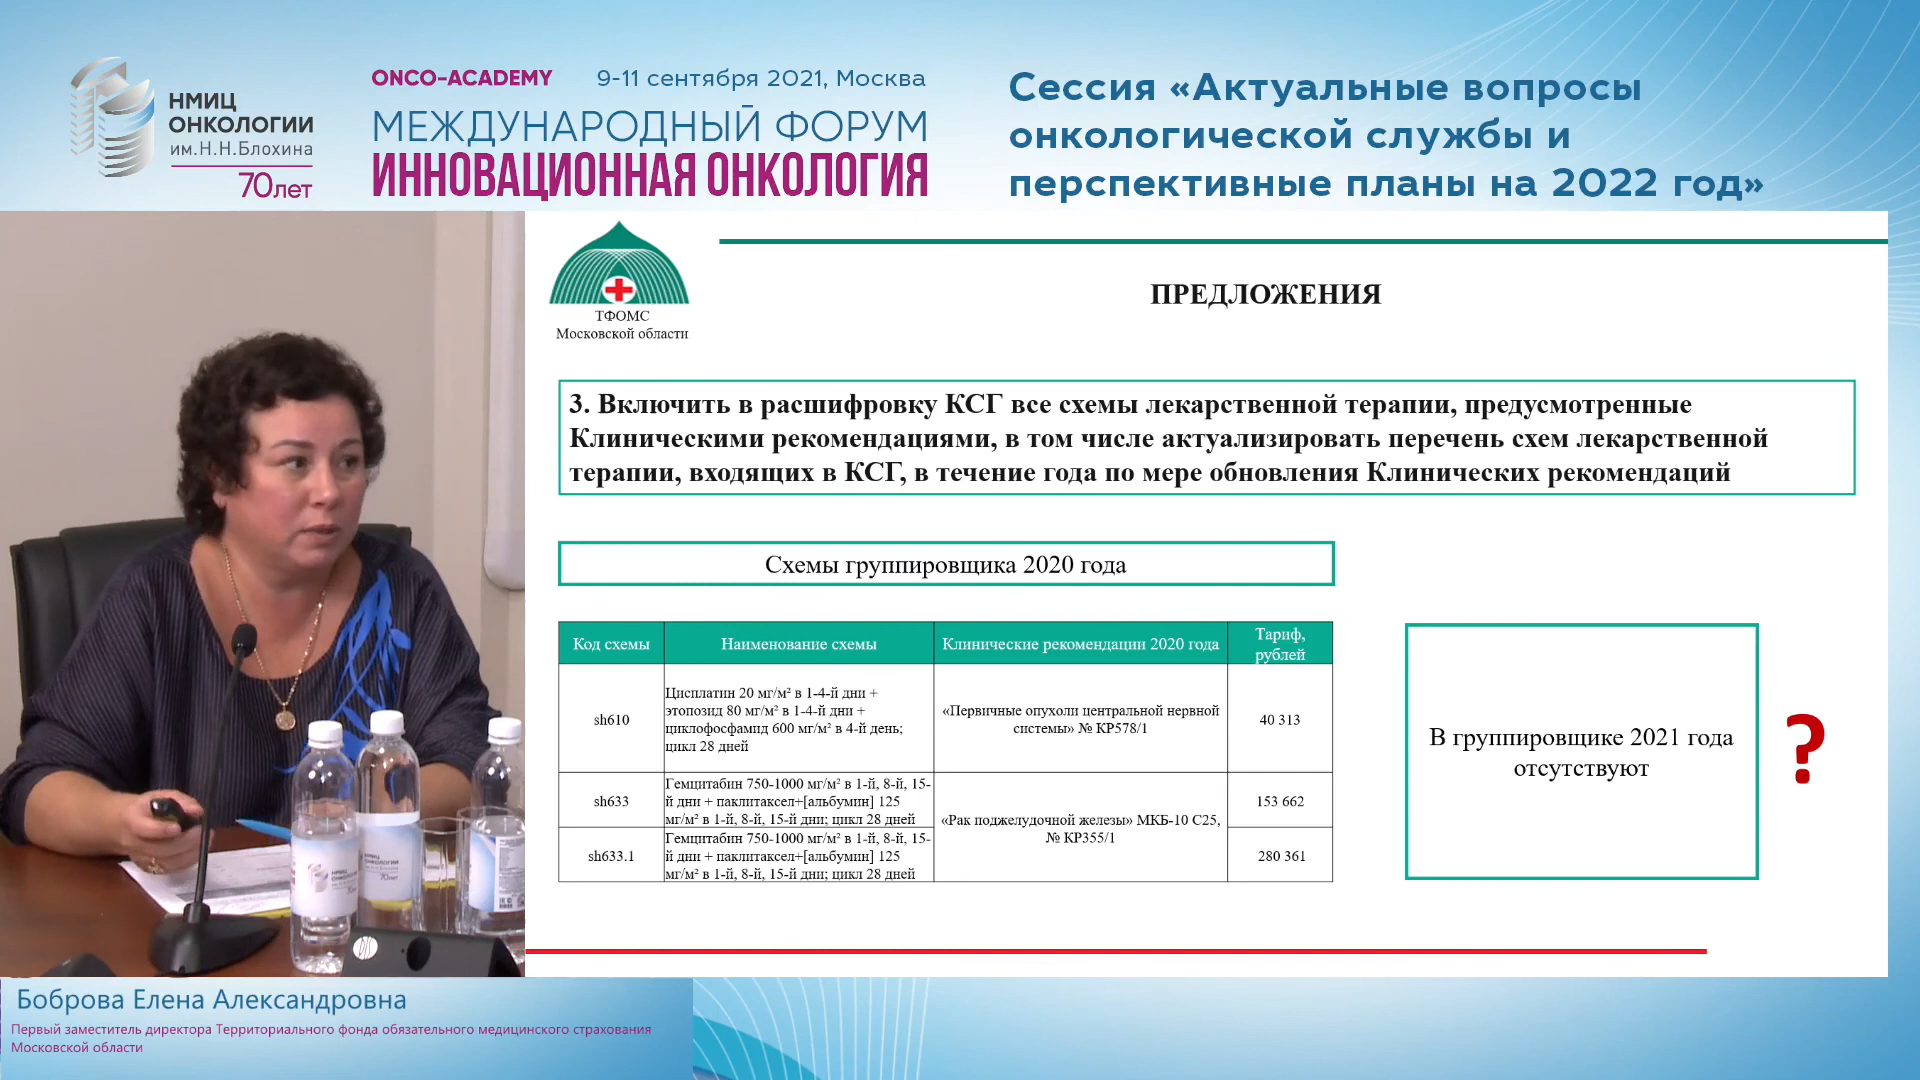 НМИЦ
ОНКОЛОГИИ
им.Н.Н.Блохина
70лет
ONCO-ACADEMY 9-11 сентября 2021, Москва
МЕЖДУНАРОДНЫЙ ФОРУМ
ИННОВАЦИОННАЯ ОНКОЛОГИЯ
Сессия «Актуальные вопросы
онкологической службы и
перспективные планы на 2022 год»
ТФОМС
Московской области
ПРЕДЛОЖЕНИЯ
3. Включить в расшифровку КСГ все схемы лекарственной терапии, предусмотренные
Клиническими рекомендациями, в том числе актуализировать перечень схем лекарственной
терапии, входящих в КСГ, в течение года по мере обновления Клинических рекомендаций
Схемы группировщика 2020 года
Код схемы
Наименование схемы
Клинические рекомендации 2020 года
Тариф,
рублей
sh610
Цисплатин 20 мг/м² в 1-4-й дни +
этопозид 80 мг/м² в 1-4-й дни +
циклофосфамид 600 мг/м² в 4-й день;
цикл 28 дней
«Первичные опухоли центральной нервной
системы» № КР578/1
40 313
sh633
Гемцитабин 750-1000 мг/м² в 1-й, 8-й, 15-
й дни + паклитаксел+[альбумин] 125
мг/м² в 1-й, 8-й, 15-й дни; цикл 28 дней
«Рак поджелудочной железы» МКБ-10 С25,
№ КР355/1
153 662
sh633.1
Гемцитабин 750-1000 мг/м² в 1-й, 8-й, 15-
й дни + паклитаксел+[альбумин] 125
мг/м² в 1-й, 8-й, 15-й дни; цикл 28 дней
280 361
В группировщике 2021 года
отсутствуют
?
НМИЦ
ОНКОЛОГИИ
70лет
Боброва Елена Александровна
Первый заместитель директора Территориального фонда обязательного медицинского страхования
Московской области